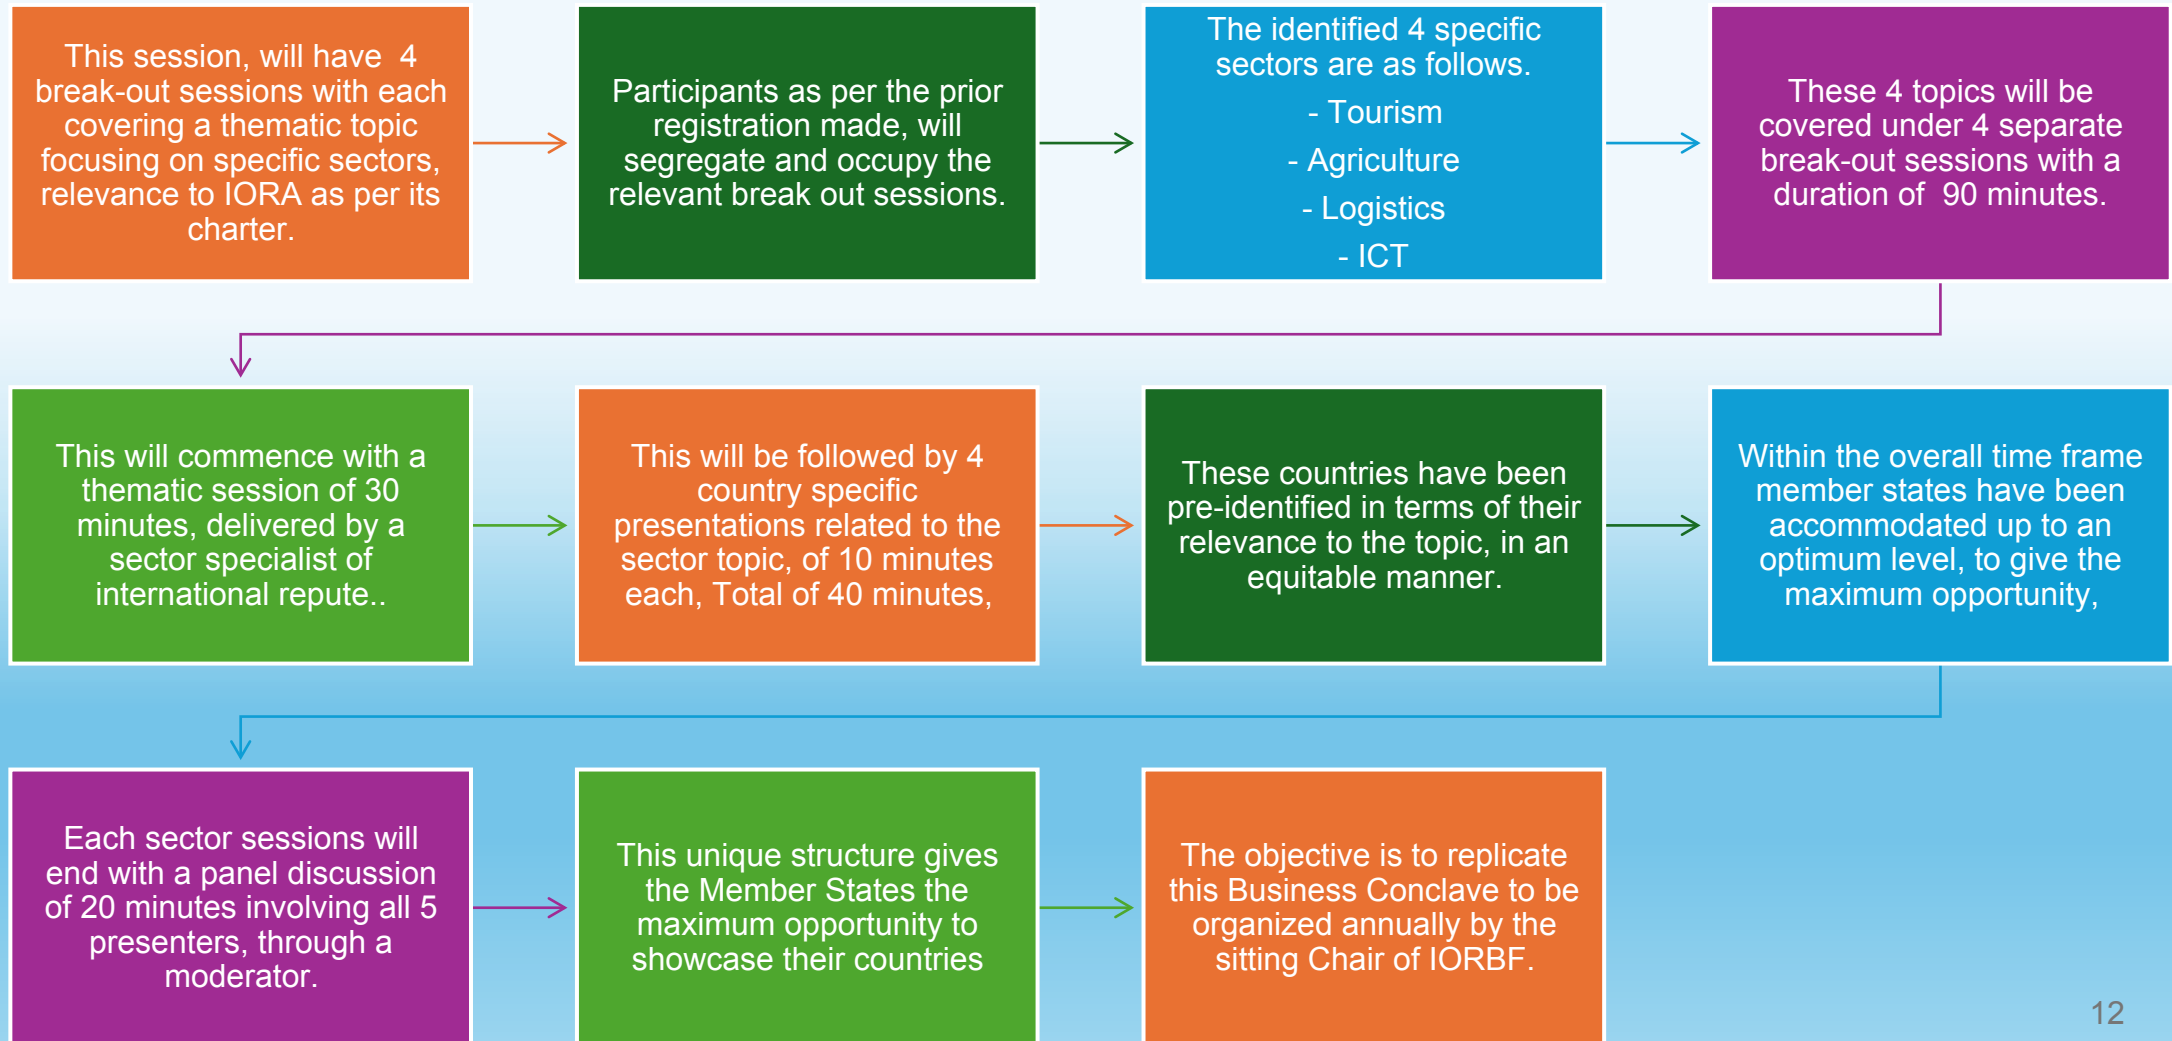 This session, will have 4
break-out sessions with each
covering a thematic topic
focusing on specific sectors,
relevance to IORA as per its
charter.
Participants as per the prior
registration made, will
segregate and occupy the
relevant break out sessions.
The identified 4 specific
sectors are as follows.
- Tourism
- Agriculture
- Logistics
- ICT
These 4 topics will be
covered under 4 separate
break-out sessions with a
duration of 90 minutes.
This will commence with a
thematic session of 30
minutes, delivered by a
sector specialist of
international repute..
This will be followed by 4
country specific
presentations related to the
sector topic, of 10 minutes
each, Total of 40 minutes,
These countries have been
pre-identified in terms of their
relevance to the topic, in an
equitable manner.
Within the overall time frame
member states have been
accommodated up to an
optimum level, to give the
maximum opportunity,
Each sector sessions will
end with a panel discussion
of 20 minutes involving all 5
presenters, through a
moderator.
This unique structure gives
the Member States the
maximum opportunity to
showcase their countries
The objective is to replicate
this Business Conclave to be
organized annually by the
sitting Chair of IORBF.
12